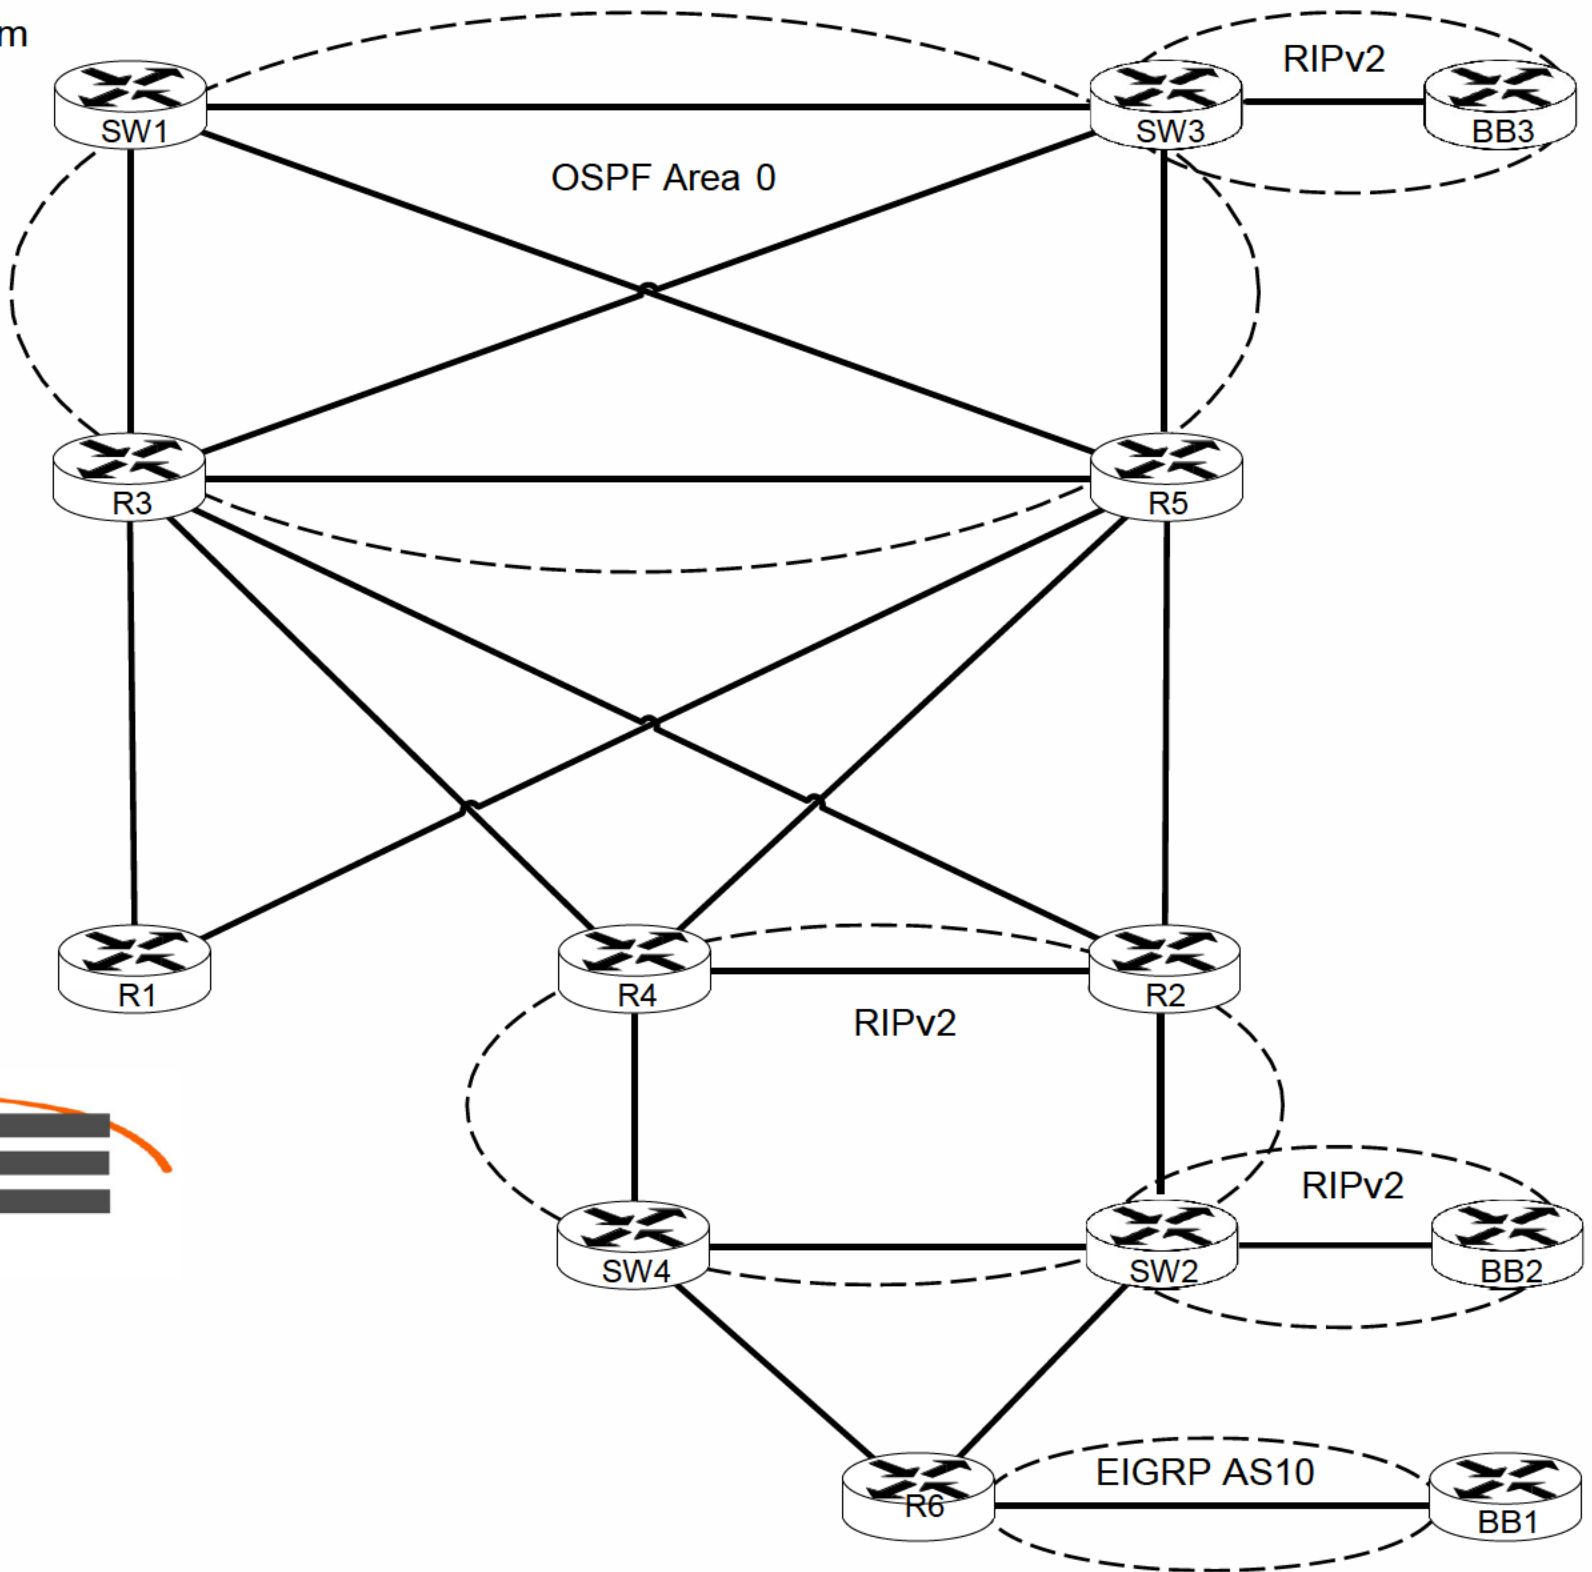 m
RIPv2
SW1
SW3
BB3
OSPF Area 0
R3
R5
R1
R4
R2
RIPv2
RIPv2
SW4
SW2
BB2
EIGRP AS10
R6
BB1